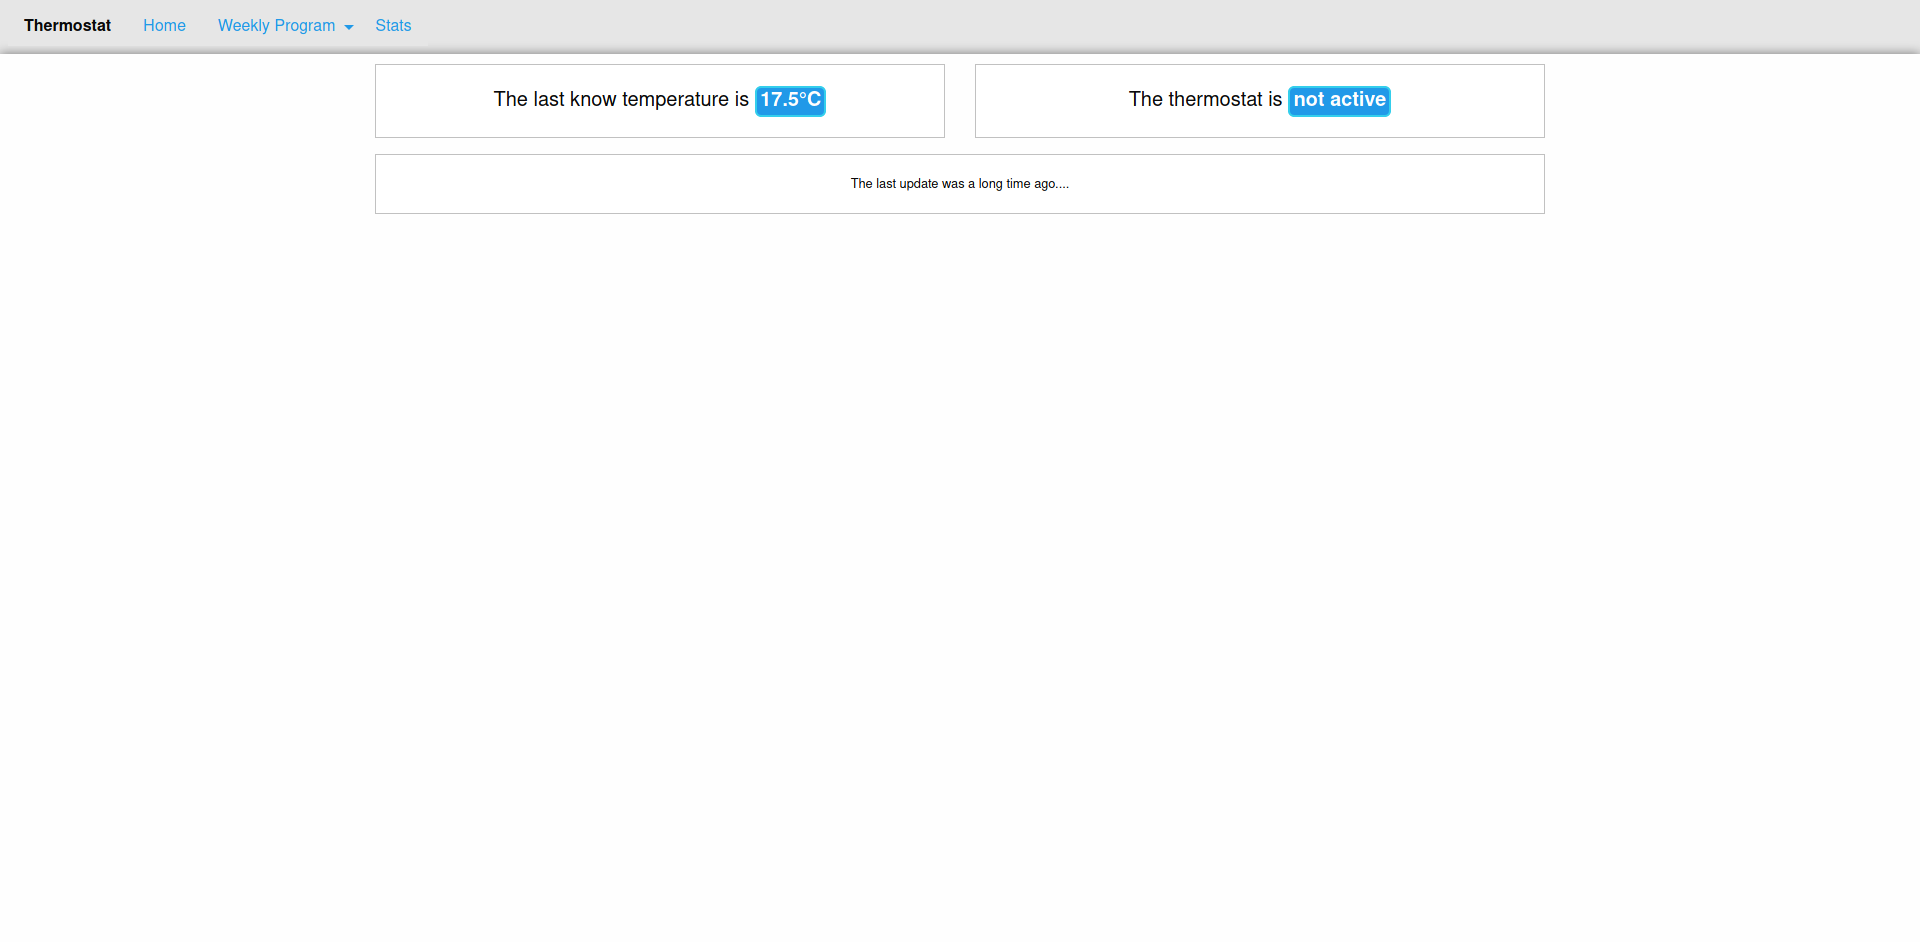 Thermostat Home Weekly Program Stats
The last know temperature is 17.5°C
The thermostat is not active
The last update was a long time ago....